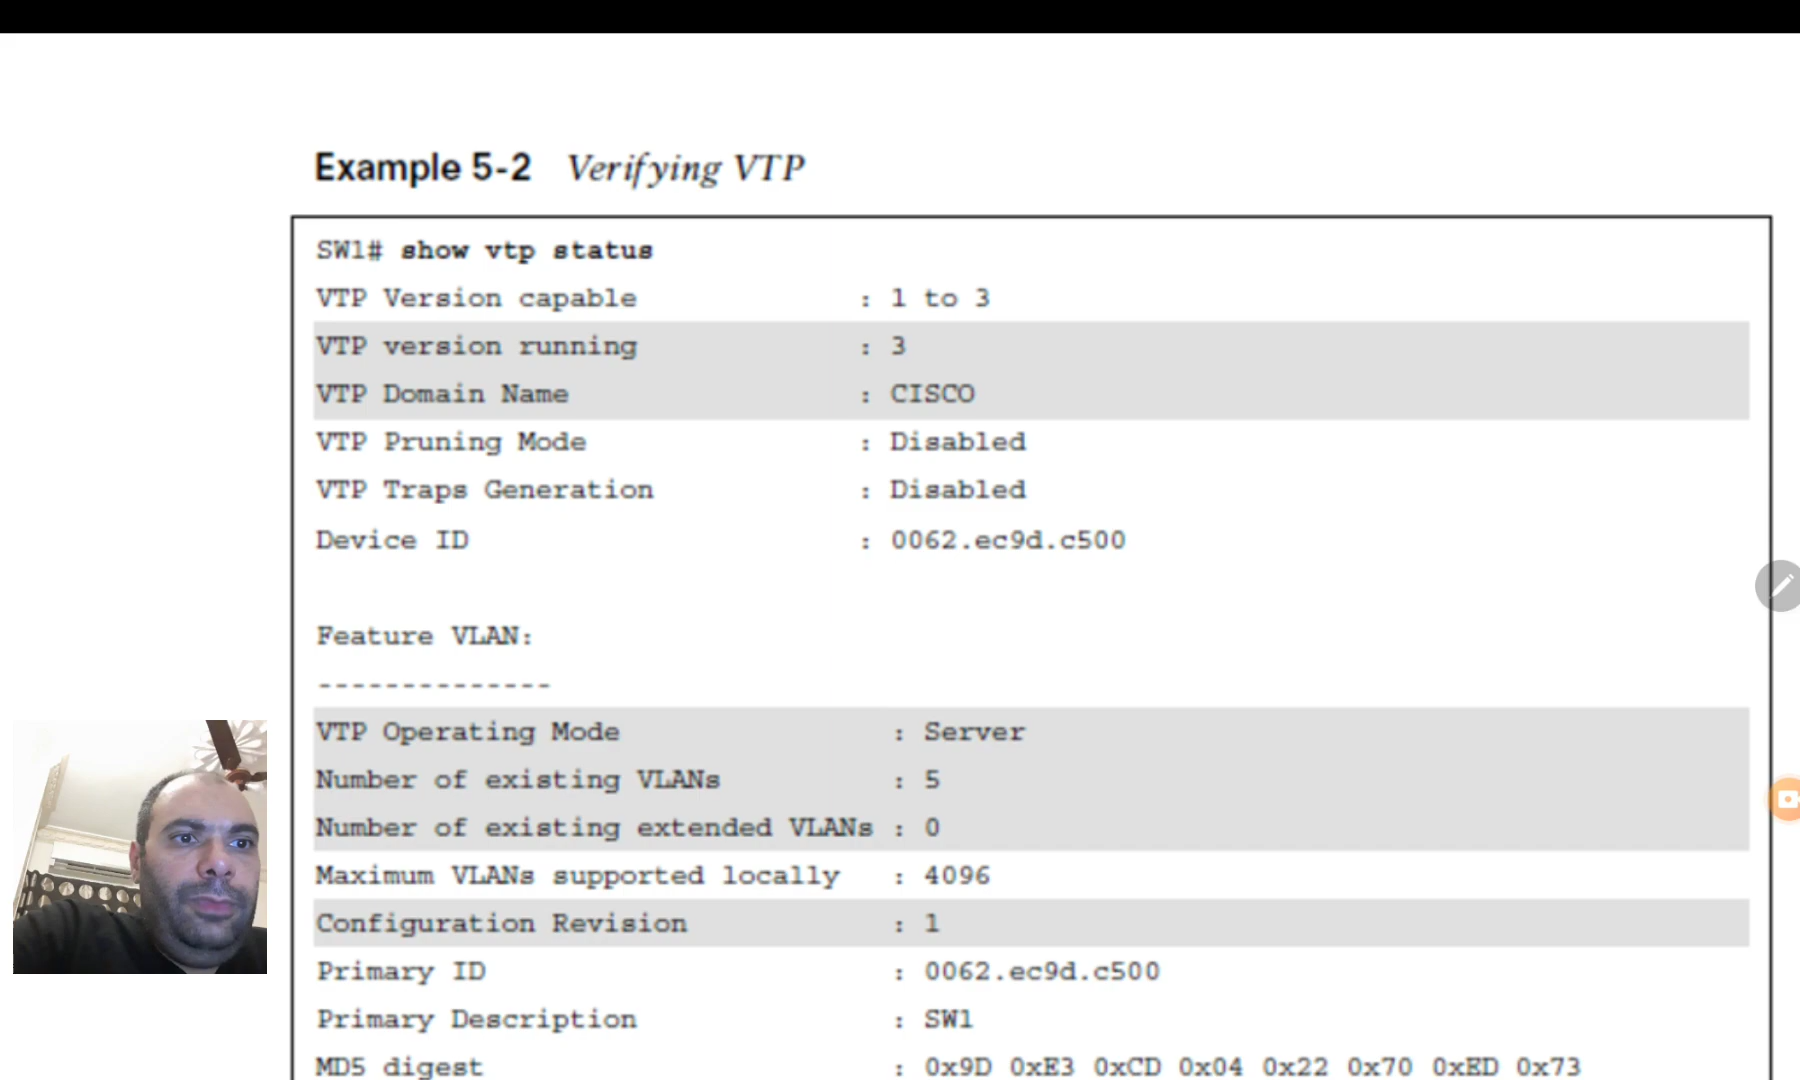 Example 5-2 Verifying VTP
SW1# show vtp status
VTP Version capable : 1 to 3
VTP version running : 3
VTP Domain Name : CISCO
VTP Pruning Mode : Disabled
VTP Traps Generation : Disabled
Device ID : 0062.ec9d.c500
Feature VLAN:
--------------
VTP Operating Mode : Server
Number of existing VLANs : 5
Number of existing extended VLANs : 0
Maximum VLANs supported locally : 4096
Configuration Revision : 1
Primary ID : 0062.ec9d.c500
Primary Description : SW1
MD5 digest : 0x9D 0xE3 0xCD 0x04 0x22 0x70 0xED 0x73